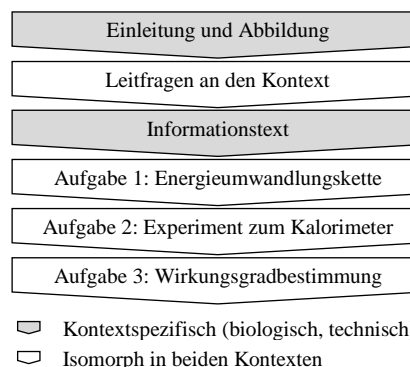 Einleitung und Abbildung
Leitfragen an den Kontext
Informationstext
Aufgabe 1: Energieumwandlungskette
Aufgabe 2: Experiment zum Kalorimeter
Aufgabe 3: Wirkungsgradbestimmung
Kontextspezifisch (biologisch, technisch
Isomorph in beiden Kontexten